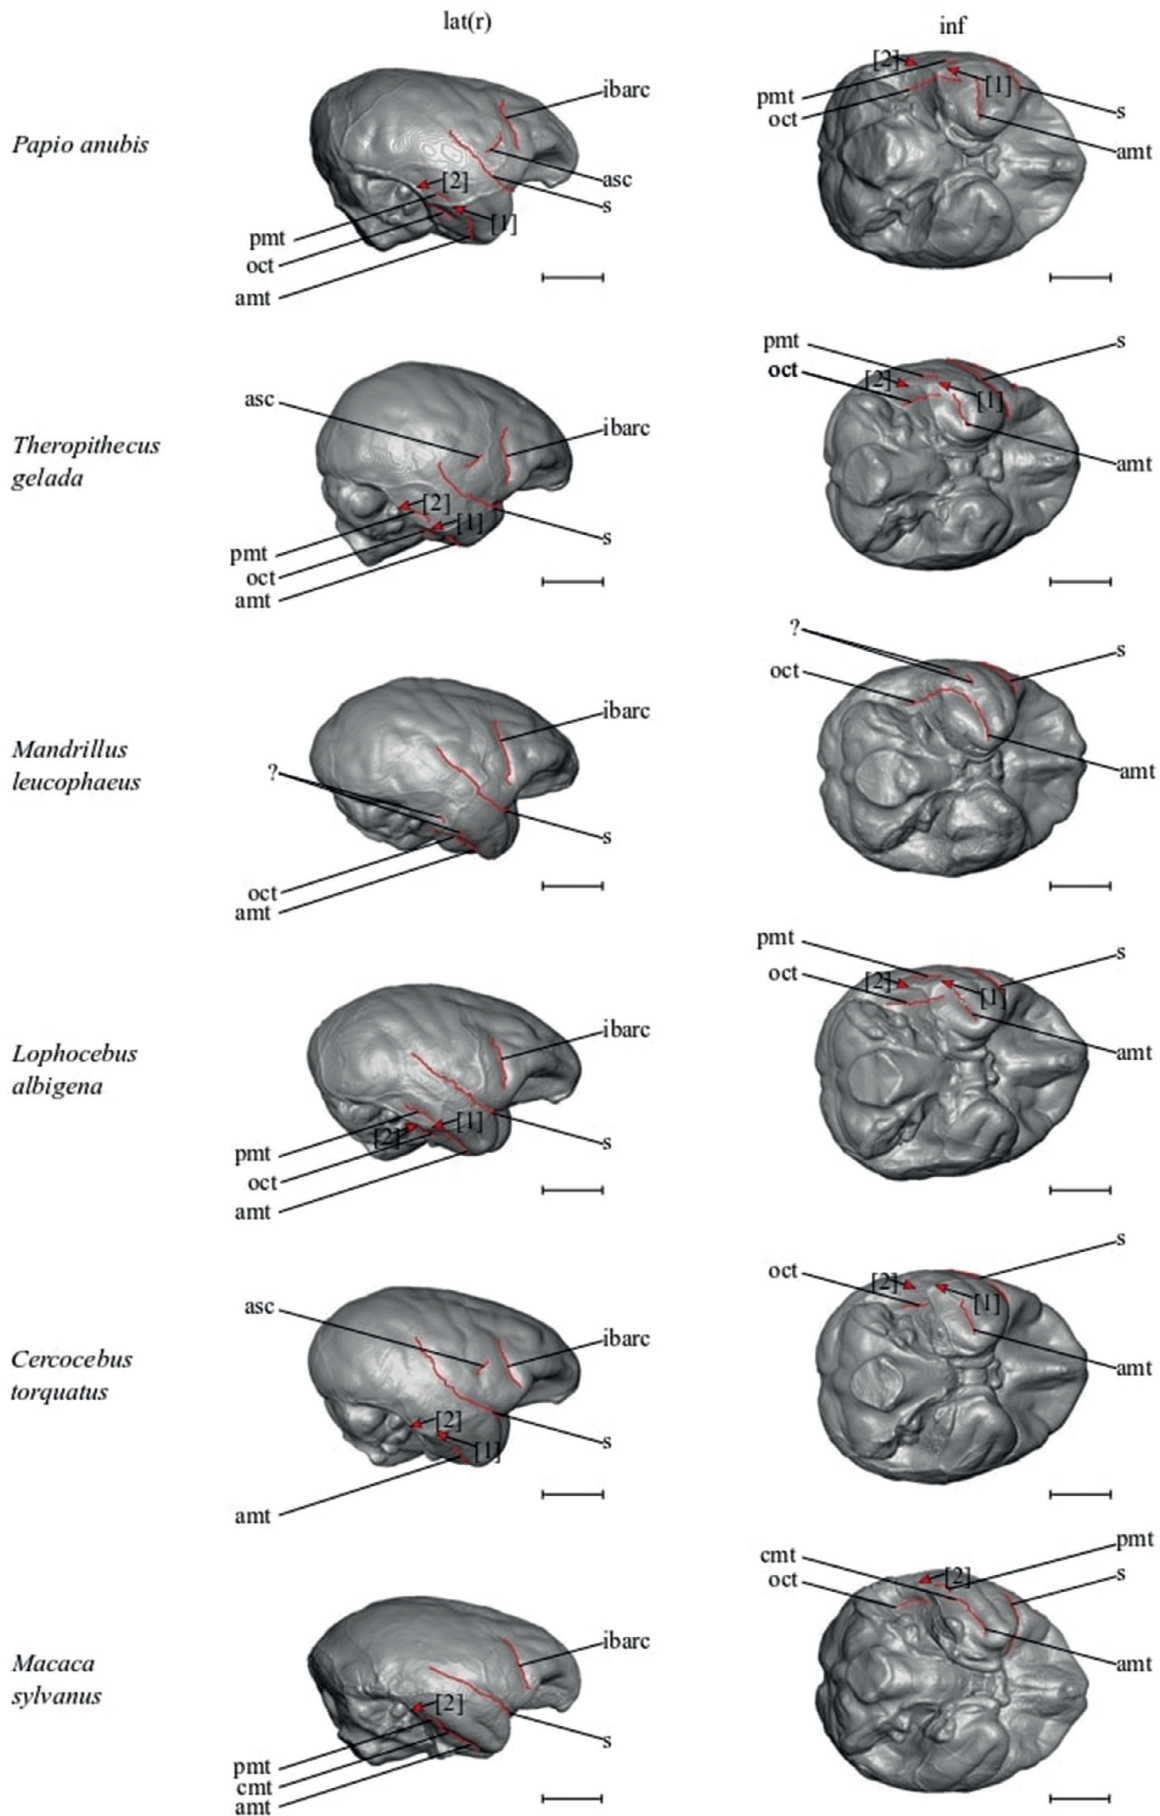 lat(r) inf
Papio anubis
ibarc
asc
s
[2]
[1]
pmt
oct
amt
[2]
[1]
pmt
oct
s
amt
Theropithecus
gelada
asc
ibarc
[2]
[1]
s
pmt
oct
amt
pmt
oct
[2]
[1]
s
amt
Mandrillus
leucophaeus
ibarc
?
s
oct
amt
?
oct
s
amt
Lophocebus
albigena
ibarc
[1]
[2]
s
pmt
oct
amt
pmt
oct
[2]
[1]
s
amt
Cercocebus
torquatus
asc
ibarc
[2]
[1]
s
amt
oct
[2]
[1]
s
amt
Macaca
sylvanus
ibarc
[2]
s
pmt
cmt
amt
cmt
oct
[2]
pmt
s
amt